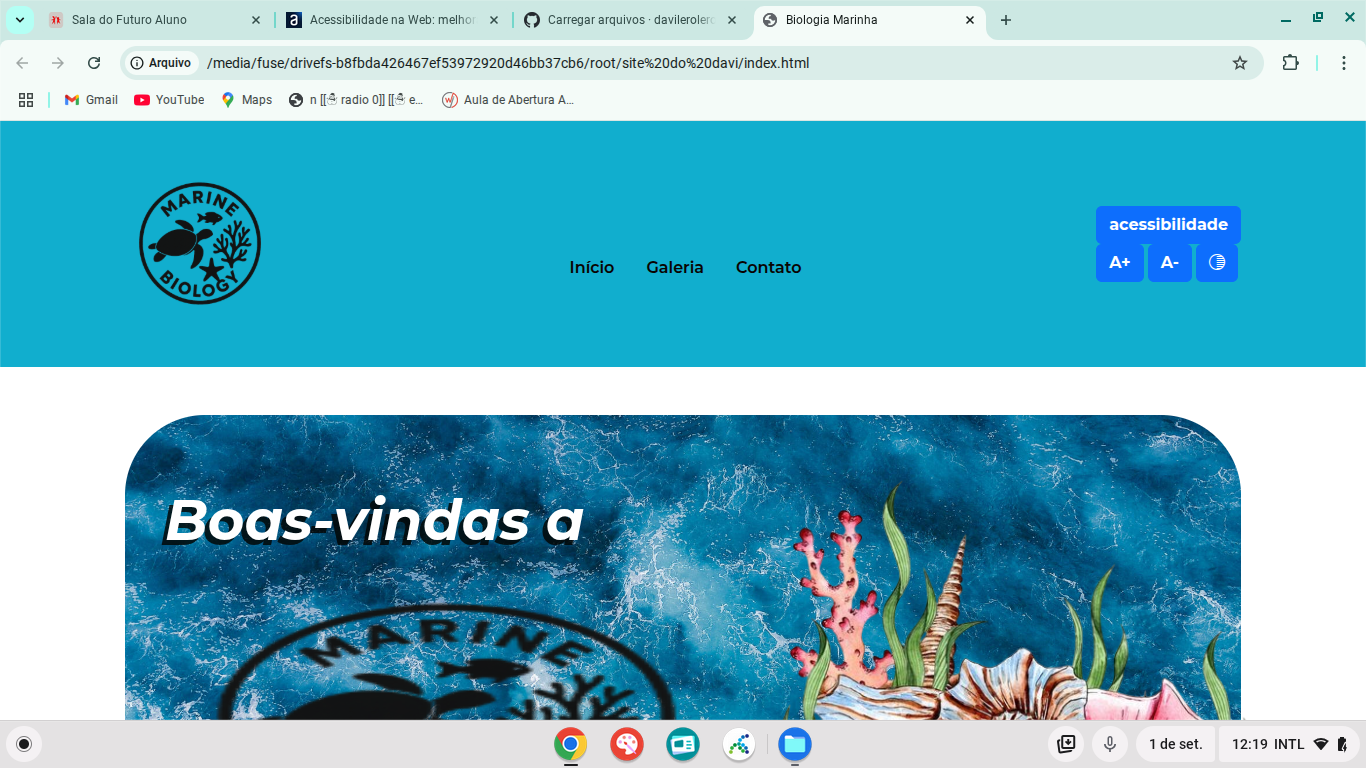 Sala do Futuro Aluno
Acessibilidade na Web: melhor
Carregar arquivos · davilerolero
Biologia Marinha
Arquivo
/media/fuse/drivefs-b8fbda426467ef53972920d46bb37cb6/root/site%20do%20davi/index.html
Gmail
YouTube
Maps
n [[☃ radio 0]] [[☃ e...
Aula de Abertura A...
MARINE
BIOLOGY
Início
Galeria
Contato
acessibilidade
A+
A-
Boas-vindas a
MARINE
1 de set.
12:19 INTL